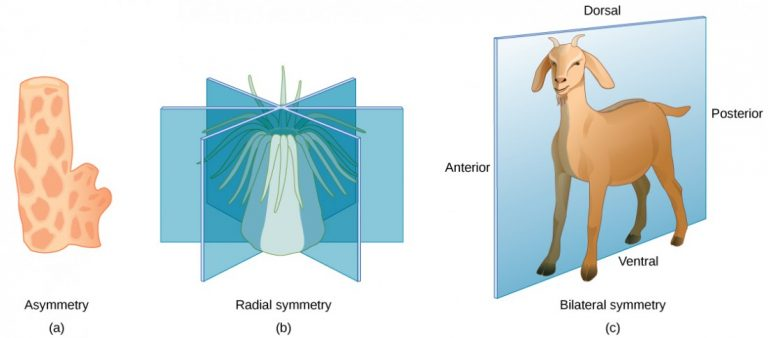 Dorsal
Posterior
Anterior
Ventral
Asymmetry
Radial symmetry
Bilateral symmetry
(a)
(b)
(c)